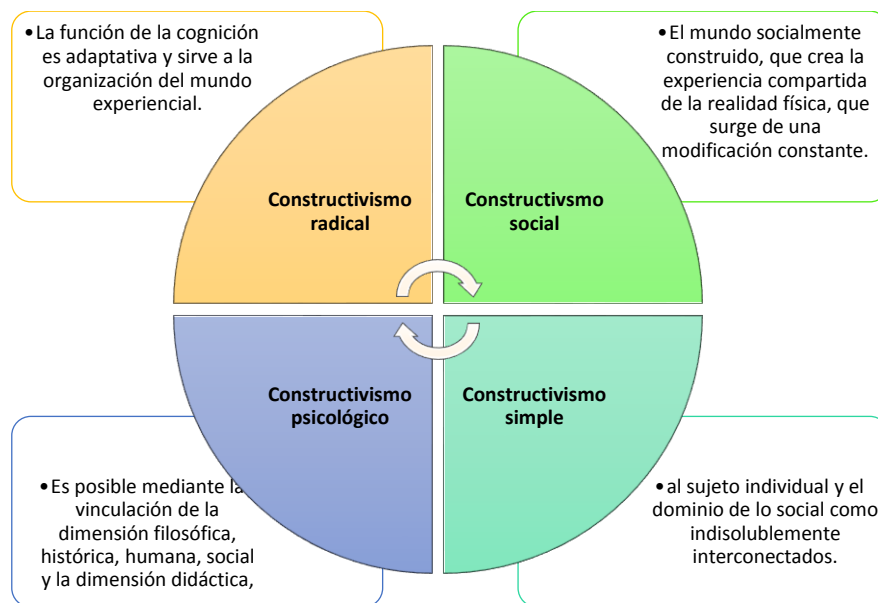 •La función de la cognición
es adaptativa y sirve a la
organización del mundo
experiencial.
•El mundo socialmente
construido, que crea la
experiencia compartida
de la realidad física, que
surge de una
modificación constante.
Constructivismo
radical
Constructivsmo
social
Constructivismo
psicológico
Constructivismo
simple
•Es posible mediante la
vinculación de la
dimensión filosófica,
histórica, humana, social
y la dimensión didáctica,
•al sujeto individual y el
dominio de lo social como
indisolublemente
interconectados.